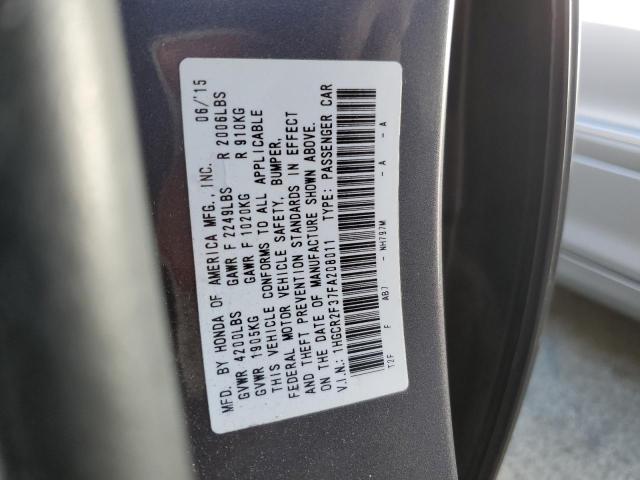 MFD. BY HONDA OF AMERICA MFG., INC. 06/15
GVWR 4200LBS GAWR F 2249LBS R 2006LBS
GVWR 1905KG GAWR F 1020KG R 910KG
THIS VEHICLE CONFORMS TO ALL APPLICABLE
FEDERAL MOTOR VEHICLE SAFETY, BUMPER,
AND THEFT PREVENTION STANDARDS IN EFFECT
ON THE DATE OF MANUFACTURE SHOWN ABOVE.
V.I.N.: 1HGCR2F37FA208011 TYPE: PASSENGER CAR
T2F F AB7 - NH797M - A - A